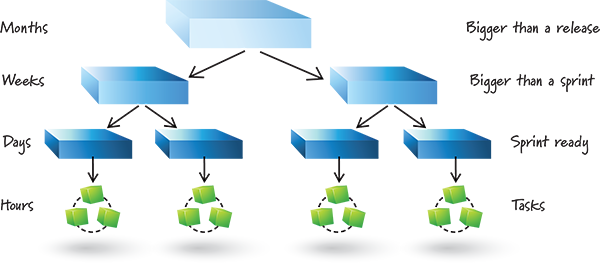 Months
Bigger than a release
Weeks
Bigger than a sprint
Days
Sprint ready
Hours
Tasks